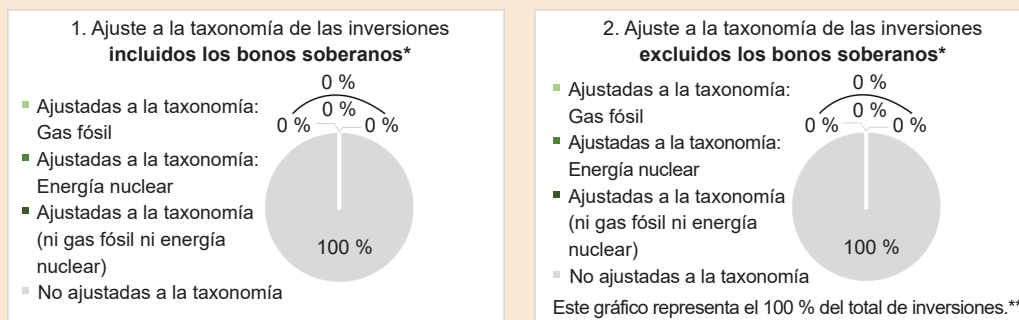 1. Ajuste a la taxonomía de las inversiones
incluidos los bonos soberanos*
Ajustadas a la taxonomía:
Gas fósil
Ajustadas a la taxonomía:
Energía nuclear
Ajustadas a la taxonomía
(ni gas fósil ni energía
nuclear)
No ajustadas a la taxonomía
0 %
0 %
0 %
0 %
100 %
2. Ajuste a la taxonomía de las inversiones
excluidos los bonos soberanos*
Ajustadas a la taxonomía:
Gas fósil
Ajustadas a la taxonomía:
Energía nuclear
Ajustadas a la taxonomía
(ni gas fósil ni energía
nuclear)
No ajustadas a la taxonomía
0 %
0 %
0 %
0 %
100 %
Este gráfico representa el 100 % del total de inversiones.**